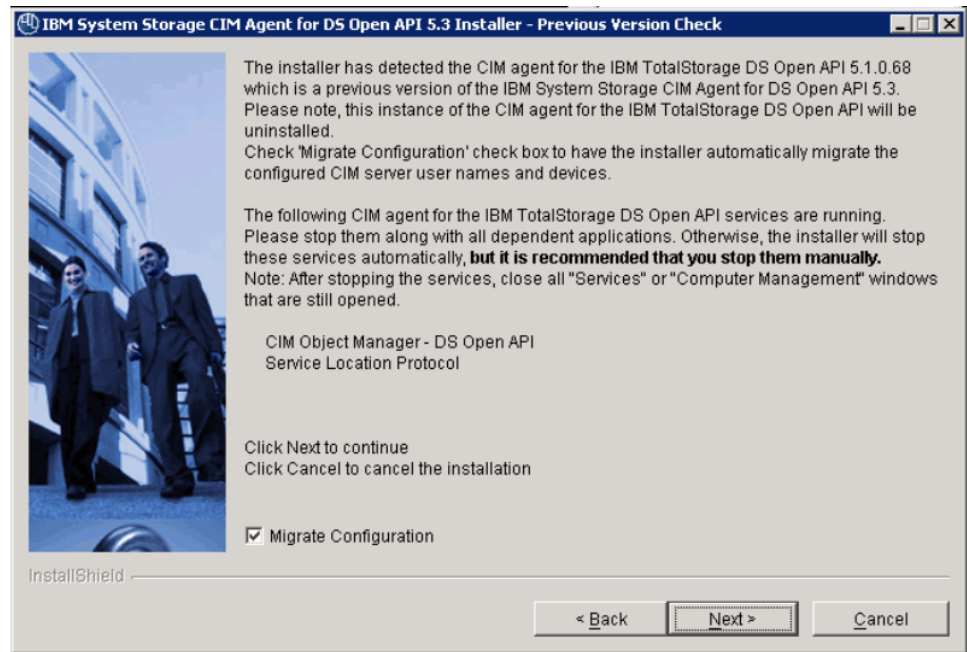 IBM System Storage CIM Agent for DS Open API 5.3 Installer - Previous Version Check
The installer has detected the CIM agent for the IBM TotalStorage DS Open API 5.1.0.68
which is a previous version of the IBM System Storage CIM Agent for DS Open API 5.3.
Please note, this instance of the CIM agent for the IBM TotalStorage DS Open API will be
uninstalled.
Check 'Migrate Configuration' check box to have the installer automatically migrate the
configured CIM server user names and devices.
The following CIM agent for the IBM TotalStorage DS Open API services are running.
Please stop them along with all dependent applications. Otherwise, the installer will stop
these services automatically, but it is recommended that you stop them manually.
Note: After stopping the services, close all "Services" or "Computer Management" windows
that are still opened.
CIM Object Manager - DS Open API
Service Location Protocol
Click Next to continue
Click Cancel to cancel the installation
Migrate Configuration
InstallShield
< Back
Next >
Cancel